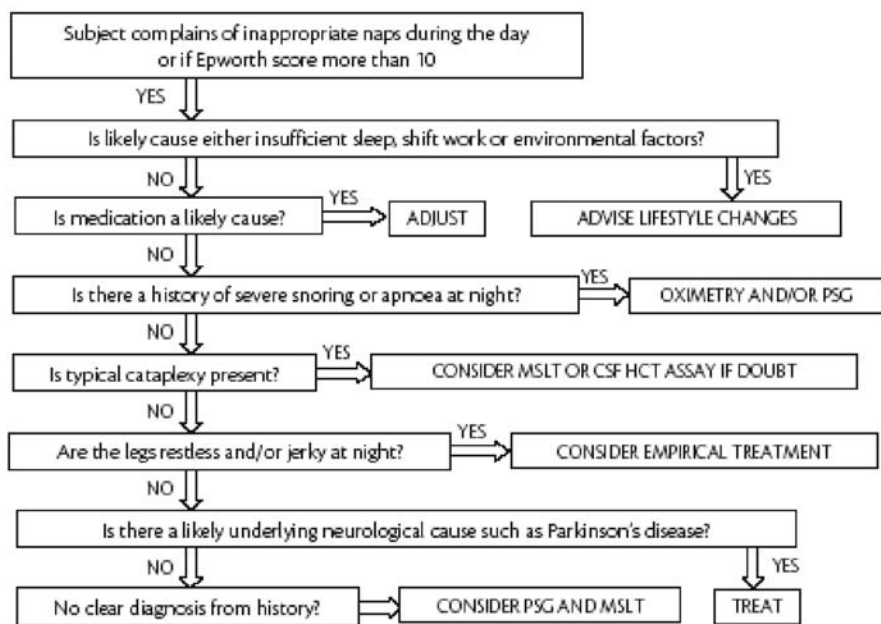 Subject complains of inappropriate naps during the day
or if Epworth score more than 10
YES
Is likely cause either insufficient sleep, shift work or environmental factors?
NO
YES
Is medication a likely cause?
YES
ADJUST
ADVISE LIFESTYLE CHANGES
NO
Is there a history of severe snoring or apnoea at night?
YES
OXIMETRY AND/OR PSG
NO
Is typical cataplexy present?
YES
CONSIDER MSLT OR CSF HCT ASSAY IF DOUBT
NO
Are the legs restless and/or jerky at night?
YES
CONSIDER EMPIRICAL TREATMENT
NO
Is there a likely underlying neurological cause such as Parkinson's disease?
NO
YES
No clear diagnosis from history?
CONSIDER PSG AND MSLT
TREAT